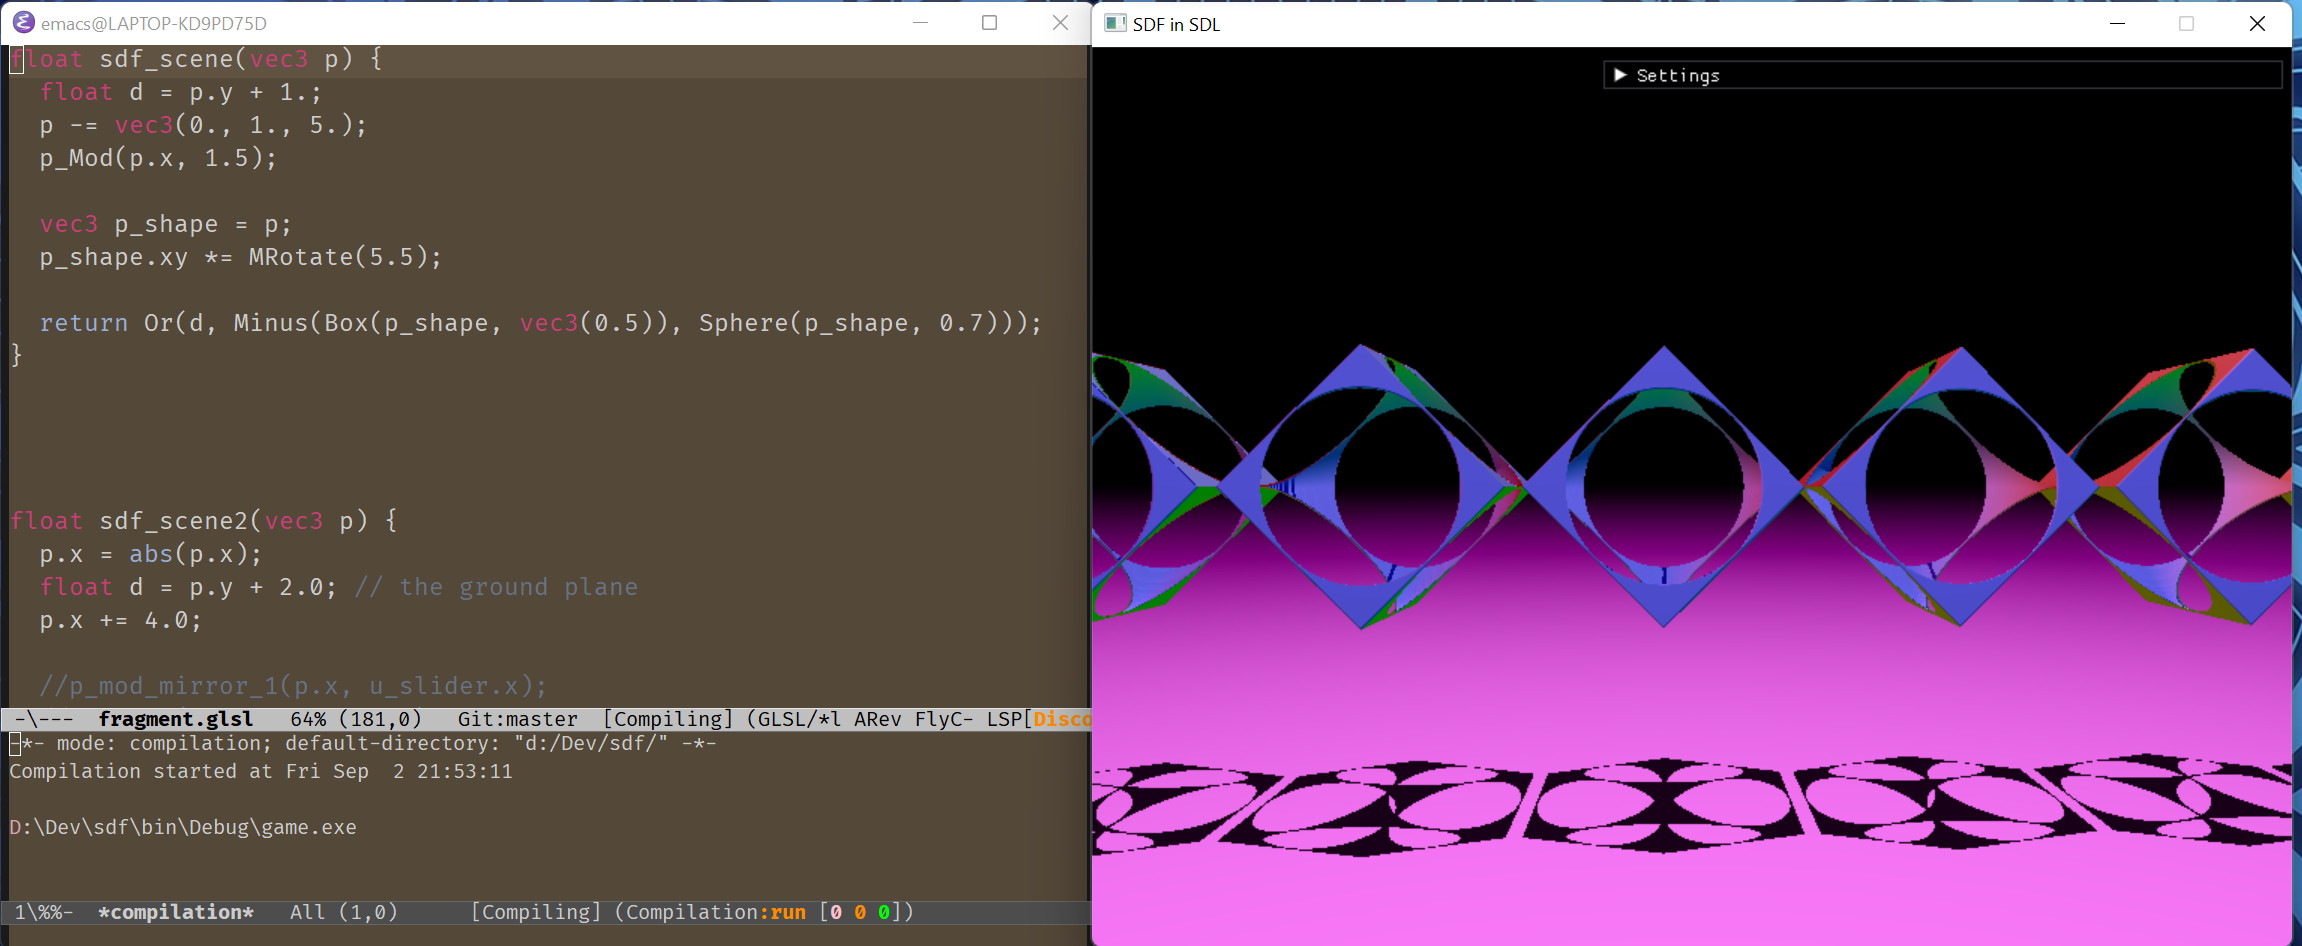 emacs@LAPTOP-KD9PD75D
float sdf_scene(vec3 p) {
  float d = p.y + 1.;
  p -= vec3(0., 1., 5.);
  p_Mod(p.x, 1.5);
  vec3 p_shape = p;
  p_shape.xy *= MRotate(5.5);
  return Or(d, Minus(Box(p_shape, vec3(0.5)), Sphere(p_shape, 0.7)));
}
float sdf_scene2(vec3 p) {
  p.x = abs(p.x);
  float d = p.y + 2.0; // the ground plane
  p.x += 4.0;
  //p_mod_mirror_1(p.x, u_slider.x);
-\--- fragment.glsl 64% (181,0) Git:master [Compiling] (GLSL/*l ARev FlyC- LSP[Disco
-*- mode: compilation; default-directory: "d:/Dev/sdf/" -*-
Compilation started at Fri Sep  2 21:53:11
D:\Dev\sdf\bin\Debug\game.exe
1\%%- *compilation* All (1,0) [Compiling] (Compilation:run [0 0 0])
SDF in SDL
Settings